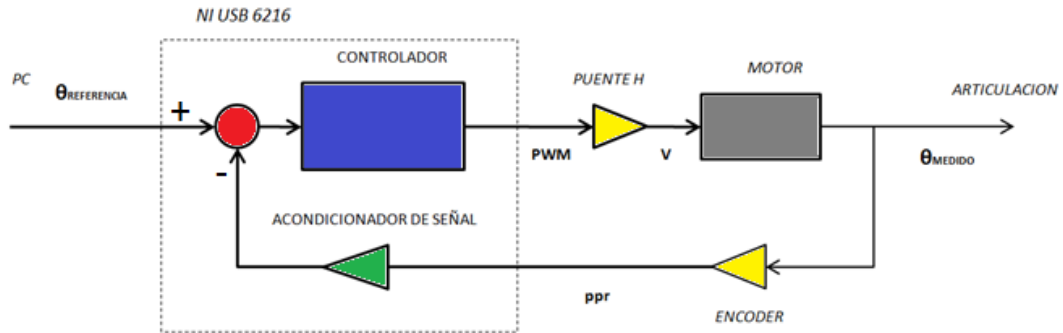 NI USB 6216
PC
θREFERENCIA
+
-
CONTROLADOR
PWM
PUENTE H
V
MOTOR
ARTICULACION
θMEDIDO
ACONDICIONADOR DE SEÑAL
ppr
ENCODER